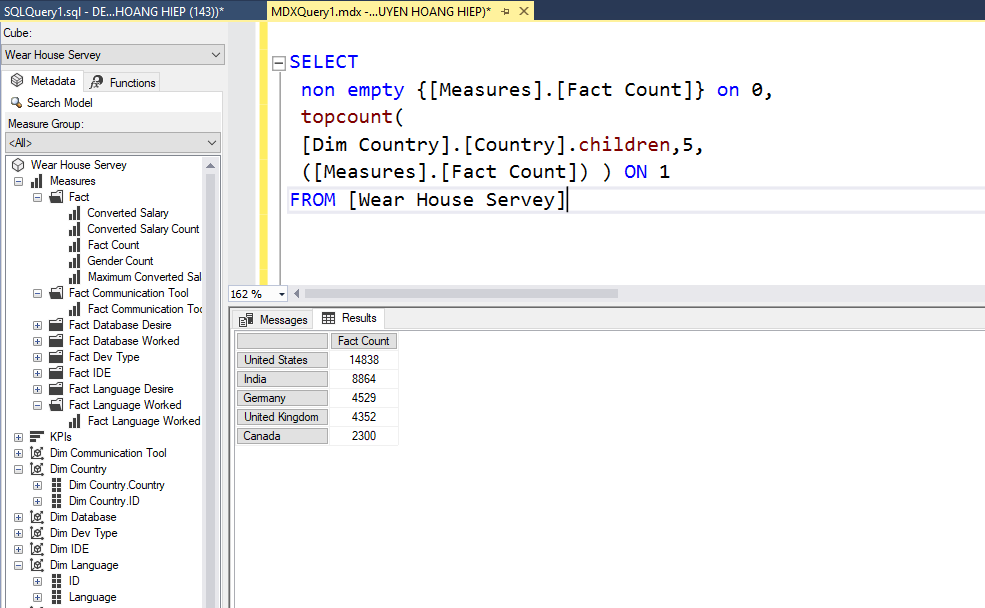 SQLQuery1.sql - DE...HOANG HIEP (143))*
MDXQuery1.mdx -...UYEN HOANG HIEP)*
Cube:
Wear House Servey
Metadata
Functions
Search Model
Measure Group:
<All>
Wear House Servey
Measures
Fact
Converted Salary
Converted Salary Count
Fact Count
Gender Count
Maximum Converted Sal
Fact Communication Tool
Fact Communication Too
Fact Database Desire
Fact Database Worked
Fact Dev Type
Fact IDE
Fact Language Desire
Fact Language Worked
Fact Language Worked
KPIs
Dim Communication Tool
Dim Country
Dim Country.Country
Dim Country.ID
Dim Database
Dim Dev Type
Dim IDE
Dim Language
ID
Language
SELECT
non empty {[Measures].[Fact Count]} on 0,
topcount(
[Dim Country].[Country].children,5,
([Measures].[Fact Count]) ) ON 1
FROM [Wear House Servey]
162 %
Messages
Results
Fact Count
United States 14838
India 8864
Germany 4529
United Kingdom 4352
Canada 2300